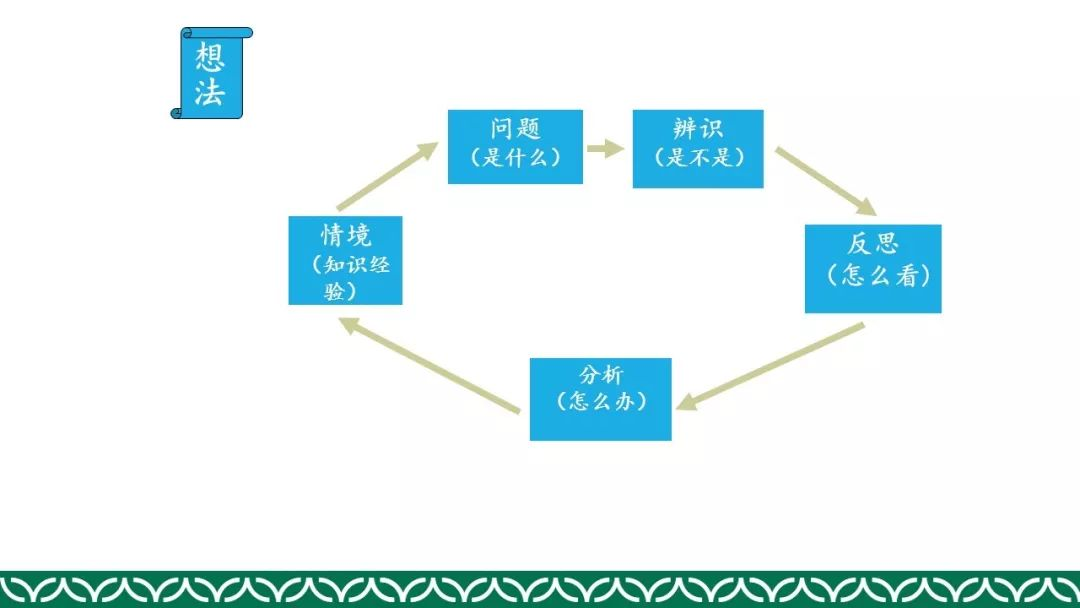 想
法
问题
（是什么）
辨识
（是不是）
情境
（知识经
验）
反思
（怎么看）
分析
（怎么办）